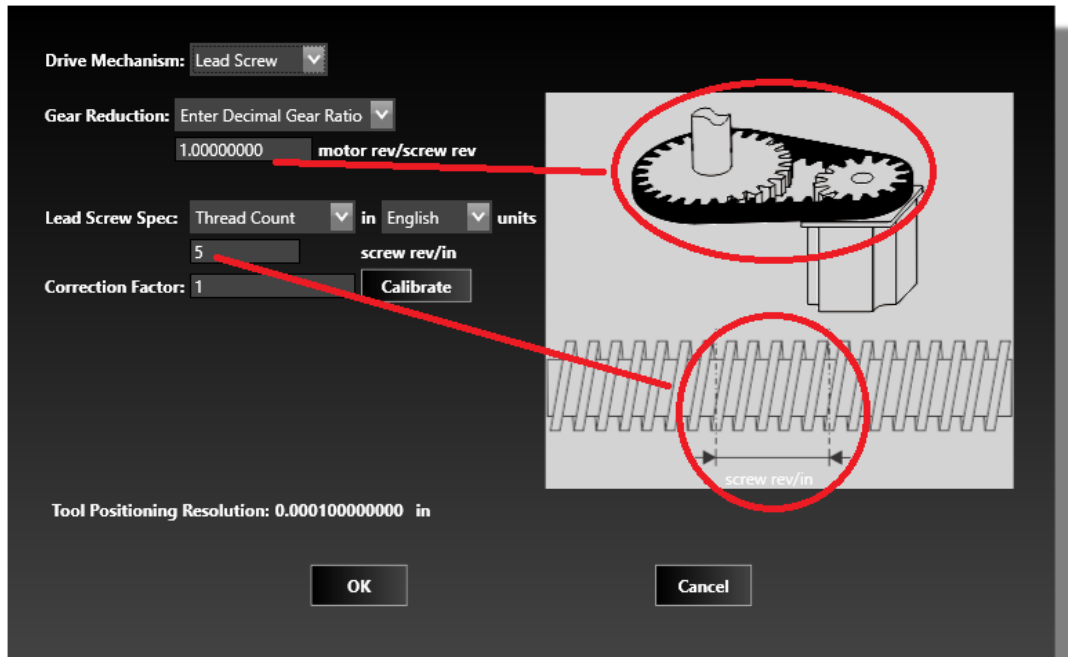 Drive Mechanism: Lead Screw
Gear Reduction: Enter Decimal Gear Ratio
1.00000000 motor rev/screw rev
Lead Screw Spec: Thread Count in English units
5 screw rev/in
Correction Factor: 1 Calibrate
screw rev/in
Tool Positioning Resolution: 0.000100000000 in
OK Cancel